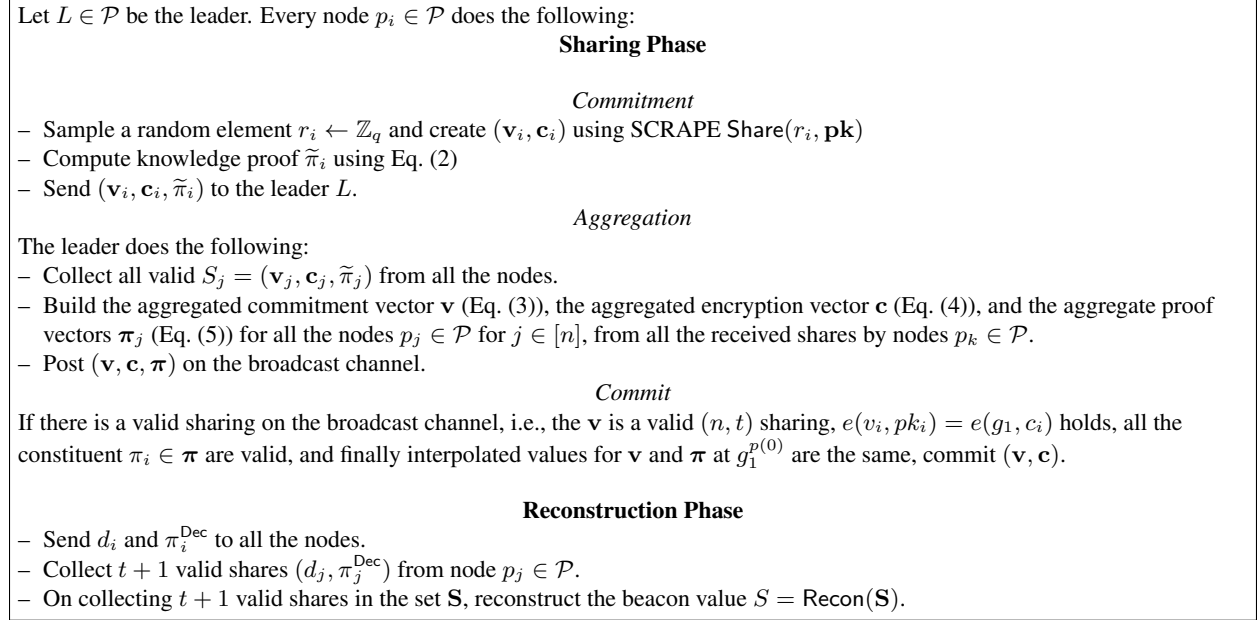 Let L ∈ 𝒫 be the leader. Every node p_i ∈ 𝒫 does the following:
Sharing Phase
Commitment
– Sample a random element r_i ← ℤ_q and create (v_i, c_i) using SCRAPE Share(r_i, pk)
– Compute knowledge proof π̃_i using Eq. (2)
– Send (v_i, c_i, π̃_i) to the leader L.
Aggregation
The leader does the following:
– Collect all valid S_j = (v_j, c_j, π̃_j) from all the nodes.
– Build the aggregated commitment vector v (Eq. (3)), the aggregated encryption vector c (Eq. (4)), and the aggregate proof
vectors π_j (Eq. (5)) for all the nodes p_j ∈ 𝒫 for j ∈ [n], from all the received shares by nodes p_k ∈ 𝒫.
– Post (v, c, π) on the broadcast channel.
Commit
If there is a valid sharing on the broadcast channel, i.e., the v is a valid (n, t) sharing, e(v_i, pk_i) = e(g_1, c_i) holds, all the
constituent π_i ∈ π are valid, and finally interpolated values for v and π at g_1^{p(0)} are the same, commit (v, c).
Reconstruction Phase
– Send d_i and π_i^{Dec} to all the nodes.
– Collect t + 1 valid shares (d_j, π_j^{Dec}) from node p_j ∈ 𝒫.
– On collecting t + 1 valid shares in the set S, reconstruct the beacon value S = Recon(S).